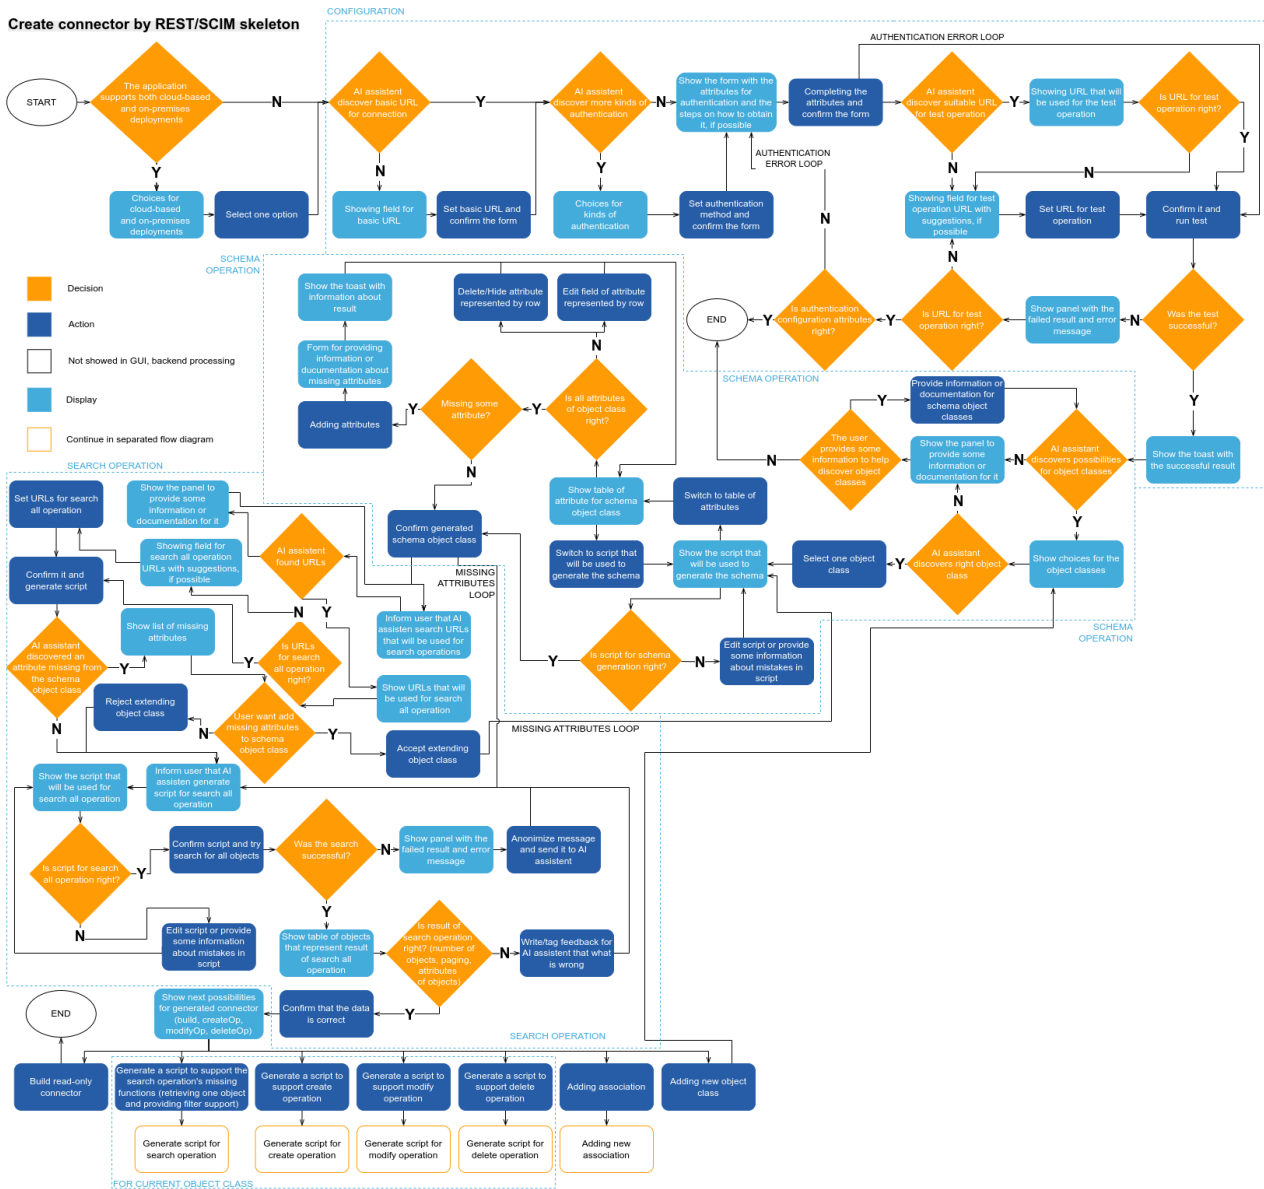 Create connector by REST/SCIM skeleton
CONFIGURATION
AUTHENTICATION ERROR LOOP
START
The application
supports both cloud-based
and on-premises
deployments
N
Y
Choices for
cloud-based
and on-premises
deployments
Select one option
AI assistent
discover basic URL
for connection
Y
N
Showing field for
basic URL
Set basic URL and
confirm the form
AI assistent
discover more kinds of
authentication
N
Y
Choices for
kinds of
authentication
Set authentication
method and
confirm the form
Show the form with the
attributes for
authentication and the
steps on how to obtain
it, if possible
Completing the
attributes and
confirm the form
AUTHENTICATION
ERROR LOOP
N
AI assistent
discover suitable URL
for test operation
Y
N
Showing URL that will
be used for the test
operation
Is URL for test
operation right?
Y
N
Showing field for test
operation URL with
suggestions, if
possible
Set URL for test
operation
Confirm it and
run test
Was the test
successful?
N
Y
Show panel with the
failed result and error
message
Is URL for test
operation right?
N
Y
Is authentication
configuration attributes
right?
Y
END
Show the toast with
the successful result
Decision
Action
Not showed in GUI, backend processing
Display
Continue in separated flow diagram
SCHEMA
OPERATION
Show the toast with
information about
result
Delete/Hide attribute
represented by row
Edit field of attribute
represented by row
N
Form for providing
information or
ducumentation about
missing attributes
Adding attributes
Y
Missing some
attribute?
Y
Is all attributes
of object class
right?
N
Confirm generated
schema object class
Show table of
attribute for schema
object class
Switch to table of
attributes
Switch to script that
will be used to
generate the schema
Show the script that
will be used to
generate the schema
Select one object
class
Y
AI assistent
discovers right object
class
N
Show choices for the
object classes
SCHEMA OPERATION
Provide information or
documentation for
schema object
classes
Y
The user
provides some
information to help
discover object
classes
N
Show the panel to
provide some
information or
documentation for it
N
AI assistant
discovers possibilities
for object classes
Y
SCHEMA
OPERATION
Y
Is script for schema
generation right?
N
Edit script or provide
some information
about mistakes in
script
MISSING
ATTRIBUTES
LOOP
MISSING ATTRIBUTES LOOP
SEARCH OPERATION
Set URLs for search
all operation
Show the panel to
provide some
information or
documentation for it
AI assistent
found URLs
Y
Showing field for
search all operation
URLs with suggestions,
if possible
N
Confirm it and
generate script
Inform user that AI
assisten search URLs
that will be used for
search operations
Show list of missing
attributes
AI assistant
discovered an
attribute missing from
the schema
object class
Y
N
Y
Is URLs
for search
all operation
right?
Show URLs that will
be used for search
all operation
Reject extending
object class
N
User want add
missing attributes
to schema
object class
Y
Accept extending
object class
Show the script that
will be used for
search all operation
Inform user that AI
assisten generate
script for search all
operation
Is script for search
all operation right?
Y
N
Confirm script and try
search for all objects
Was the search
successful?
N
Y
Show panel with the
failed result and error
message
Anonimize message
and send it to AI
assistent
Edit script or provide
some information
about mistakes in
script
Show table of objects
that represent result
of search all
operation
Is result of
search operation
right? (number of
objects, paging,
attributes
of objects)
N
Write/tag feedback for
AI assistent that what
is wrong
Y
Confirm that the data
is correct
Show next possibilities
for generated connector
(build, createOp,
modifyOp, deleteOp)
END
SEARCH OPERATION
Build read-only
connector
Generate a script to support the
search operation's missing
functions (retrieving one object
and providing filter support)
Generate a script to
support create
operation
Generate a script to
support modify
operation
Generate a script to
support delete
operation
Adding association
Adding new object
class
Generate script for
search operation
Generate script for
create operation
Generate script for
modify operation
Generate script for
delete operation
Adding new
association
FOR CURRENT OBJECT CLASS